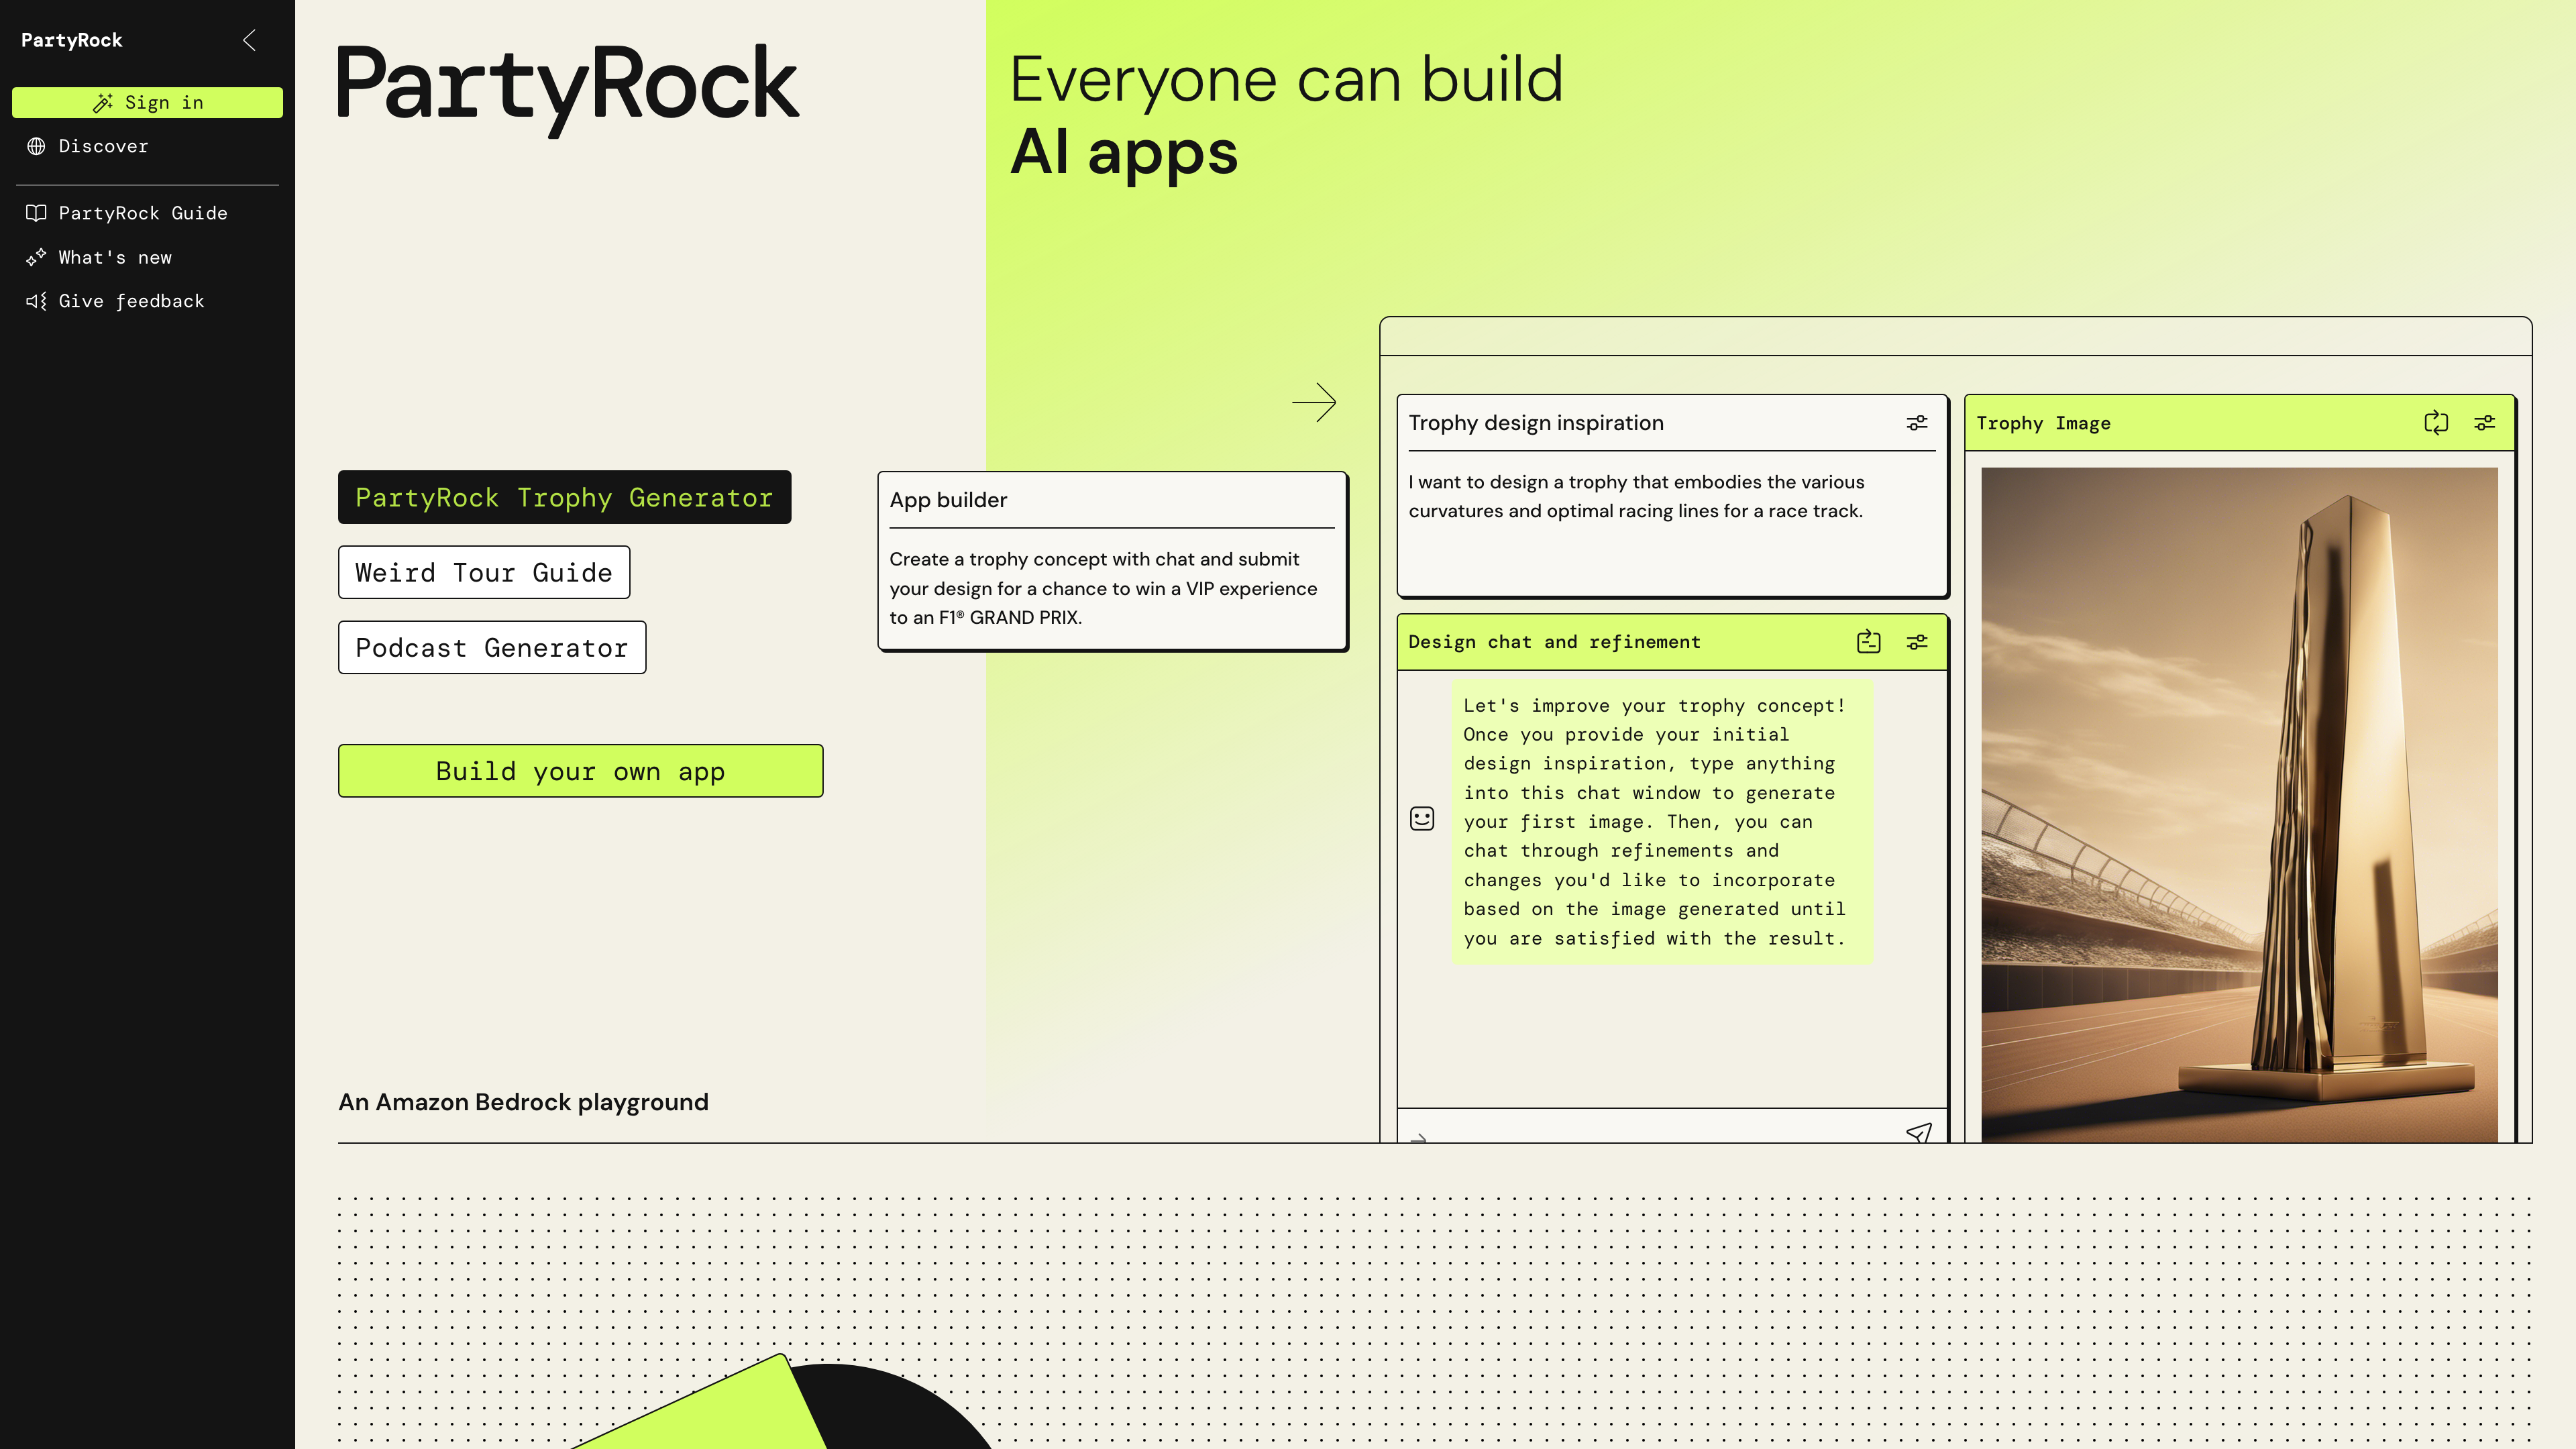 PartyRock
Sign in
Discover
PartyRock Guide
What's new
Give feedback
PartyRock
Everyone can build
AI apps
PartyRock Trophy Generator
Weird Tour Guide
Podcast Generator
Build your own app
An Amazon Bedrock playground
App builder
Create a trophy concept with chat and submit
your design for a chance to win a VIP experience
to an F1® GRAND PRIX.
Trophy design inspiration
I want to design a trophy that embodies the various
curvatures and optimal racing lines for a race track.
Design chat and refinement
Let's improve your trophy concept!
Once you provide your initial
design inspiration, type anything
into this chat window to generate
your first image. Then, you can
chat through refinements and
changes you'd like to incorporate
based on the image generated until
you are satisfied with the result.
Trophy Image